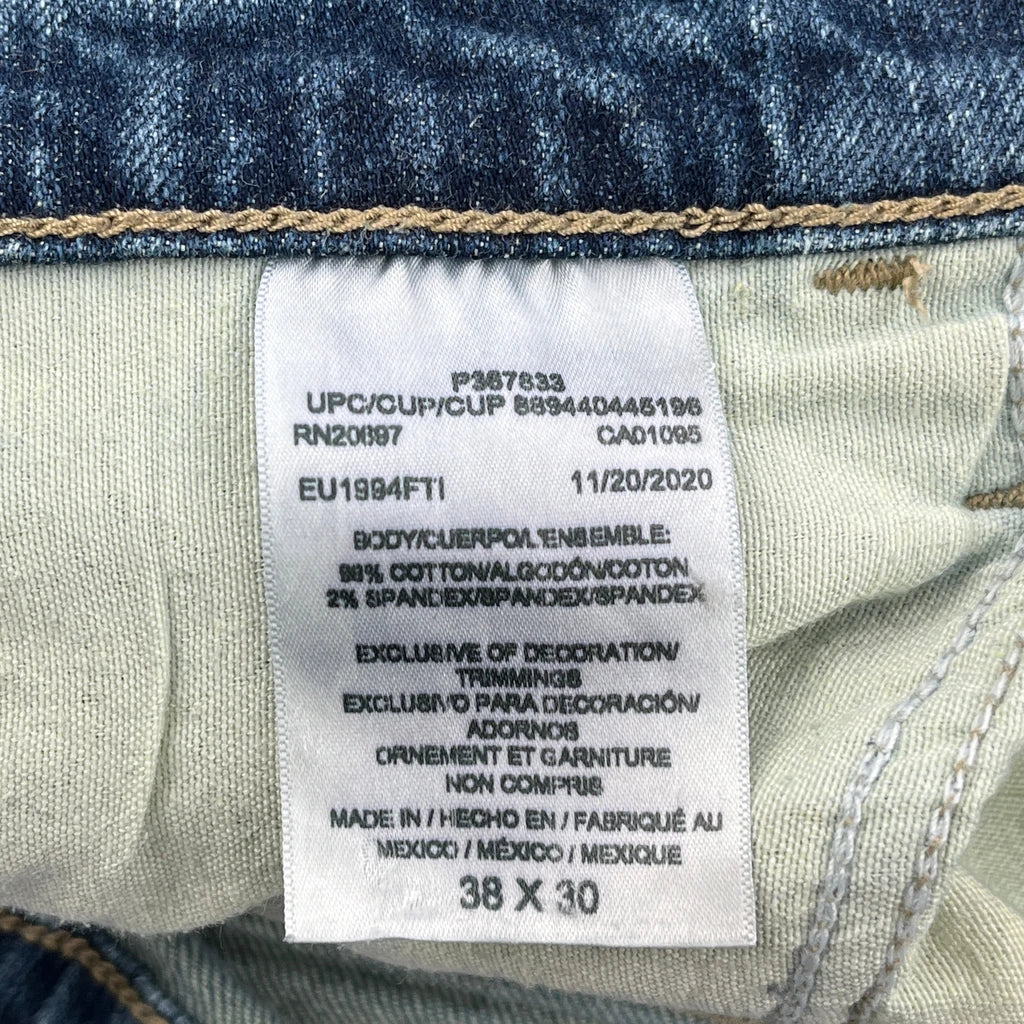 P367633
UPC/CUP/CUP 889440445196
RN20697 CA01095
EU1994FTI 11/20/2020
BODY/CUERPO/L'ENSEMBLE:
98% COTTON/ALGODÓN/COTON
2% SPANDEX/SPANDEX/SPANDEX
EXCLUSIVE OF DECORATION/
TRIMMINGS
EXCLUSIVO PARA DECORACIÓN/
ADORNOS
ORNEMENT ET GARNITURE
NON COMPRIS
MADE IN / HECHO EN / FABRIQUÉ AU
MEXICO / MÉXICO / MEXIQUE
38 X 30